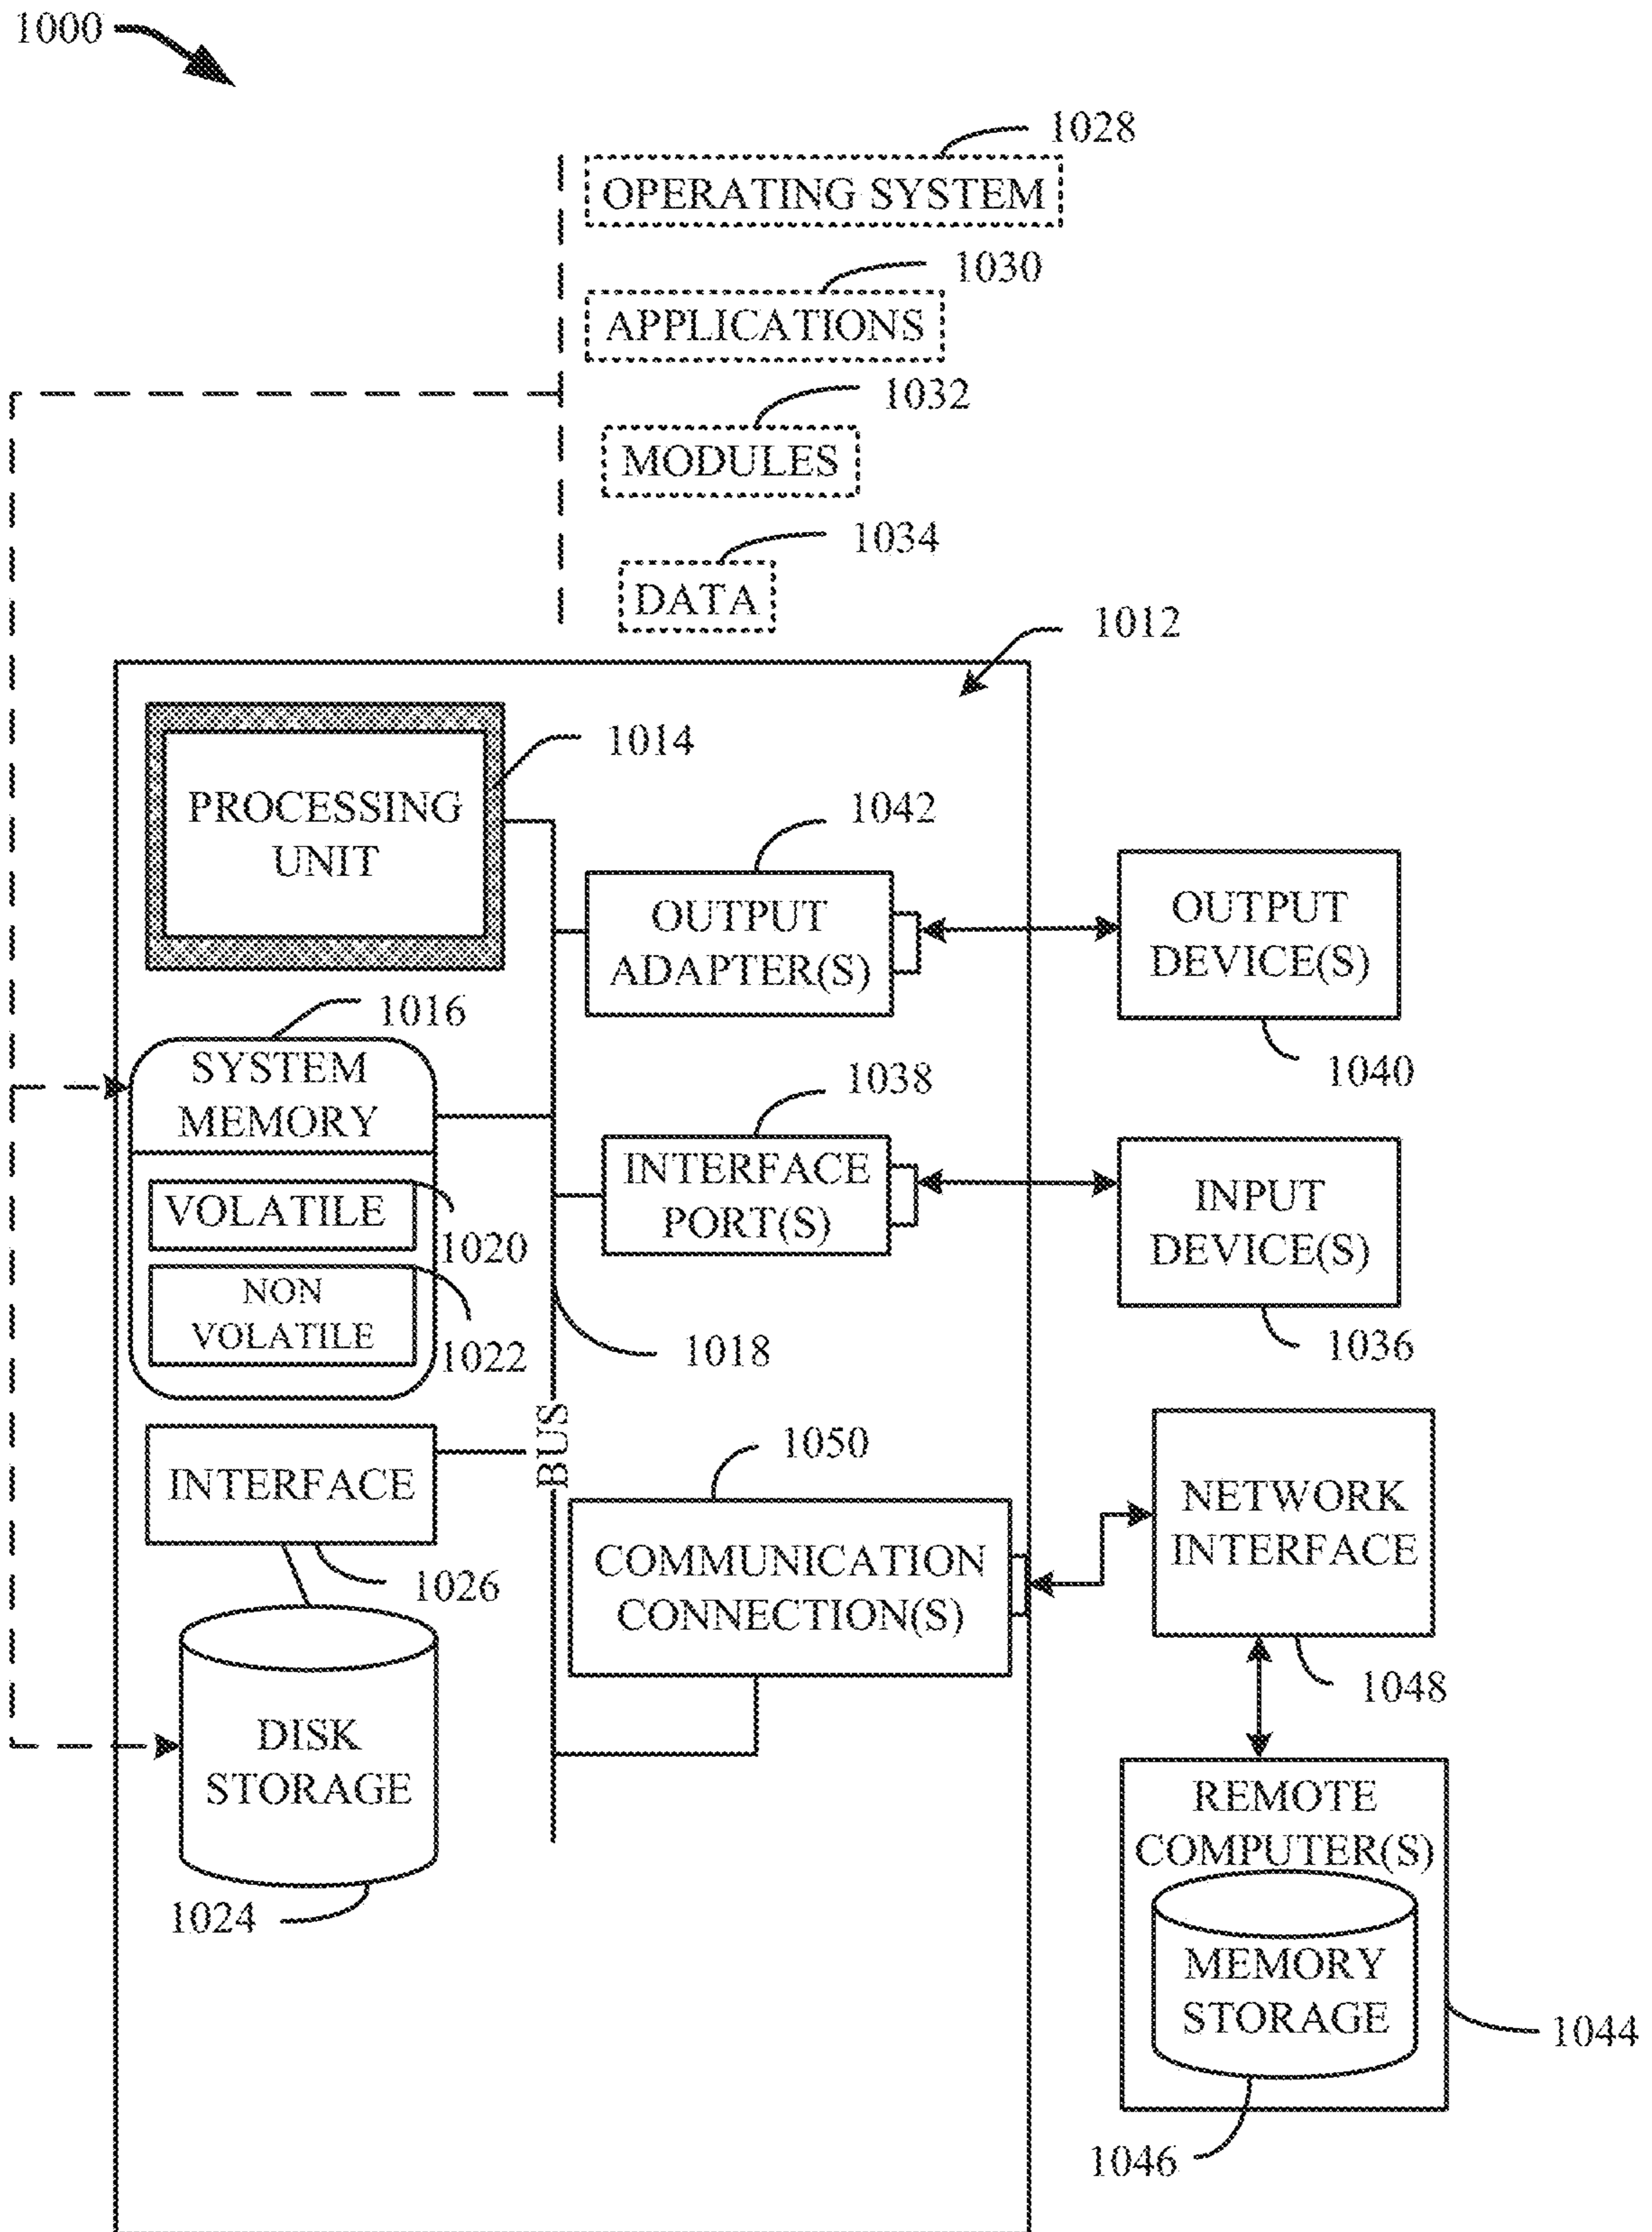 1000
1028
OPERATING SYSTEM
1030
APPLICATIONS
1032
MODULES
1034
DATA
1012
1014
PROCESSING
UNIT
1042
OUTPUT
ADAPTER(S)
OUTPUT
DEVICE(S)
1040
1016
SYSTEM
MEMORY
VOLATILE
1020
NON
VOLATILE
1022
1038
INTERFACE
PORT(S)
INPUT
DEVICE(S)
1036
1018
BUS
INTERFACE
1026
1050
COMMUNICATION
CONNECTION(S)
NETWORK
INTERFACE
1048
DISK
STORAGE
1024
REMOTE
COMPUTER(S)
MEMORY
STORAGE
1044
1046